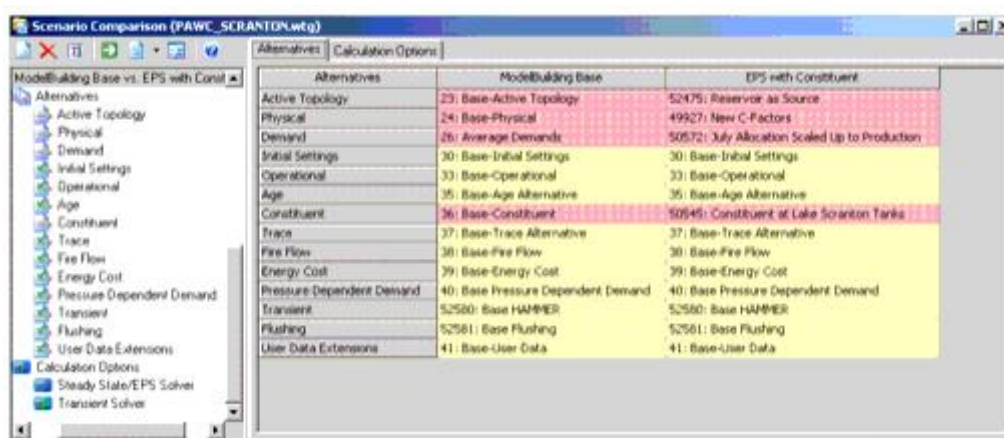 Scenario Comparison (PAWC_SCRANTON.wtg)
ModelBuilding Base vs. EPS with Const
Alternatives
Active Topology
Physical
Demand
Initial Settings
Operational
Age
Constituent
Trace
Fire Flow
Energy Cost
Pressure Dependent Demand
Transient
Flushing
User Data Extensions
Calculation Options
Steady State/EPS Solver
Transient Solver
Alternatives Calculation Options
Alternatives ModelBuilding Base EPS with Constituent
Active Topology 23: Base-Active Topology 52475: Reservoir as Source
Physical 24: Base-Physical 49927: New C-Factors
Demand 26: Average Demands 50572: July Allocation Scaled Up to Production
Initial Settings 30: Base-Initial Settings 30: Base-Initial Settings
Operational 33: Base-Operational 33: Base-Operational
Age 35: Base-Age Alternative 35: Base-Age Alternative
Constituent 36: Base-Constituent 50545: Constituent at Lake Scranton Tanks
Trace 37: Base-Trace Alternative 37: Base-Trace Alternative
Fire Flow 38: Base-Fire Flow 38: Base-Fire Flow
Energy Cost 39: Base-Energy Cost 39: Base-Energy Cost
Pressure Dependent Demand 40: Base Pressure Dependent Demand 40: Base Pressure Dependent Demand
Transient 52580: Base HAMMER 52580: Base HAMMER
Flushing 52581: Base Flushing 52581: Base Flushing
User Data Extensions 41: Base-User Data 41: Base-User Data